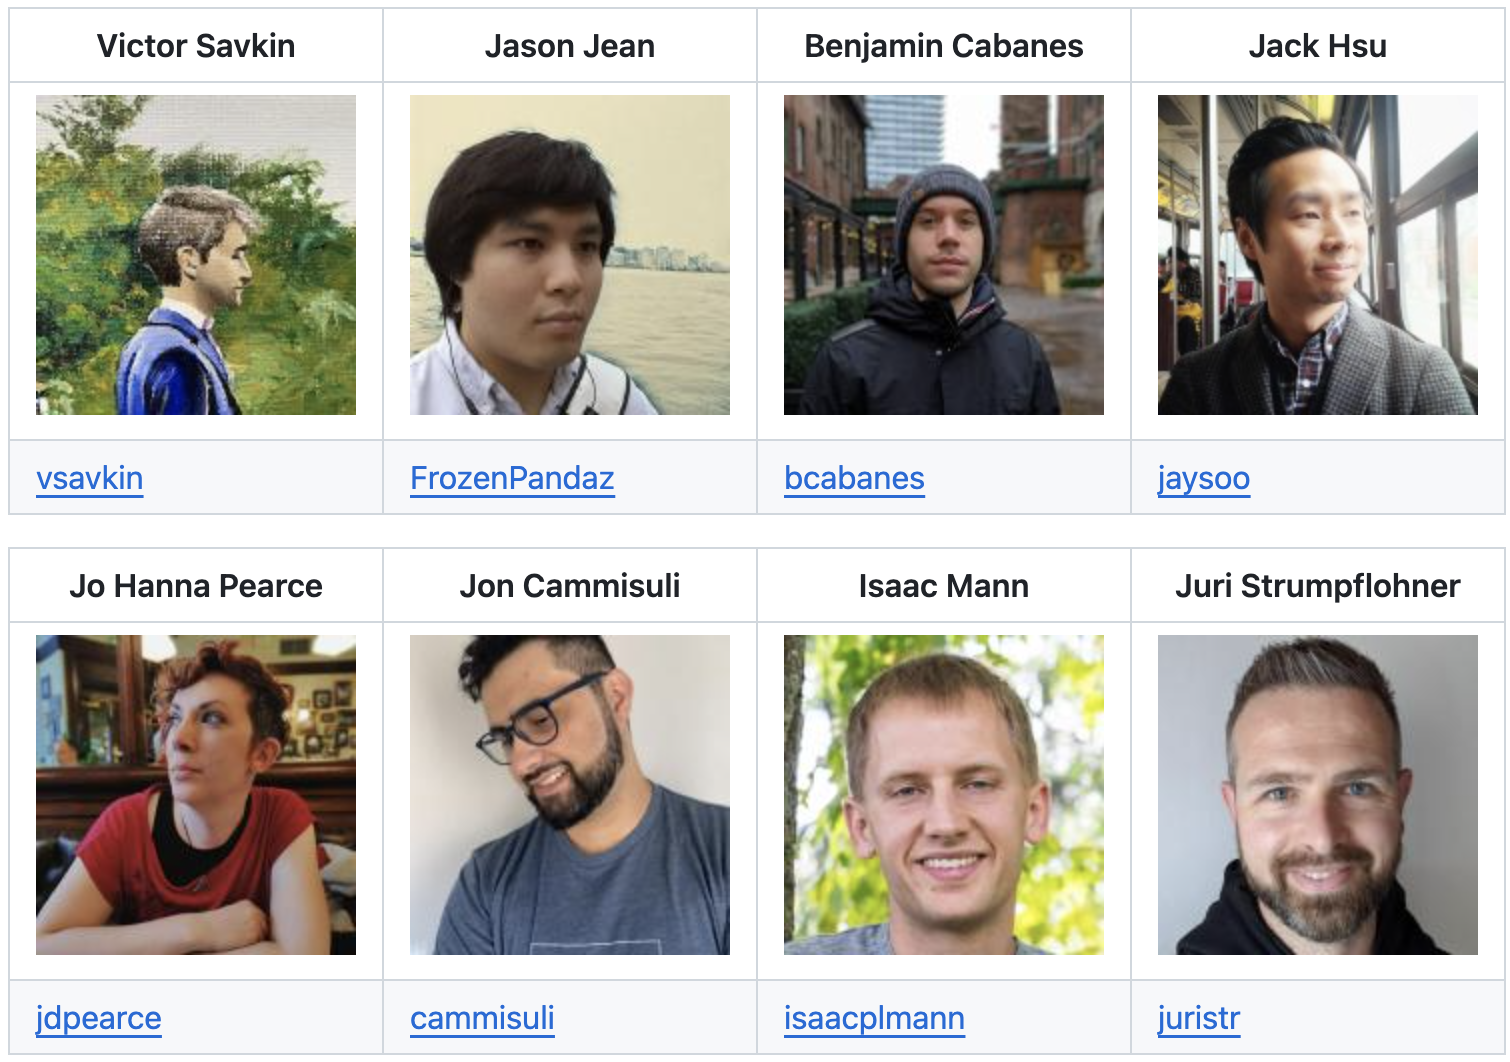 Victor Savkin Jason Jean Benjamin Cabanes Jack Hsu
vsavkin FrozenPandaz bcabanes jaysoo
Jo Hanna Pearce Jon Cammisuli Isaac Mann Juri Strumpflohner
jdpearce cammisuli isaacplmann juristr